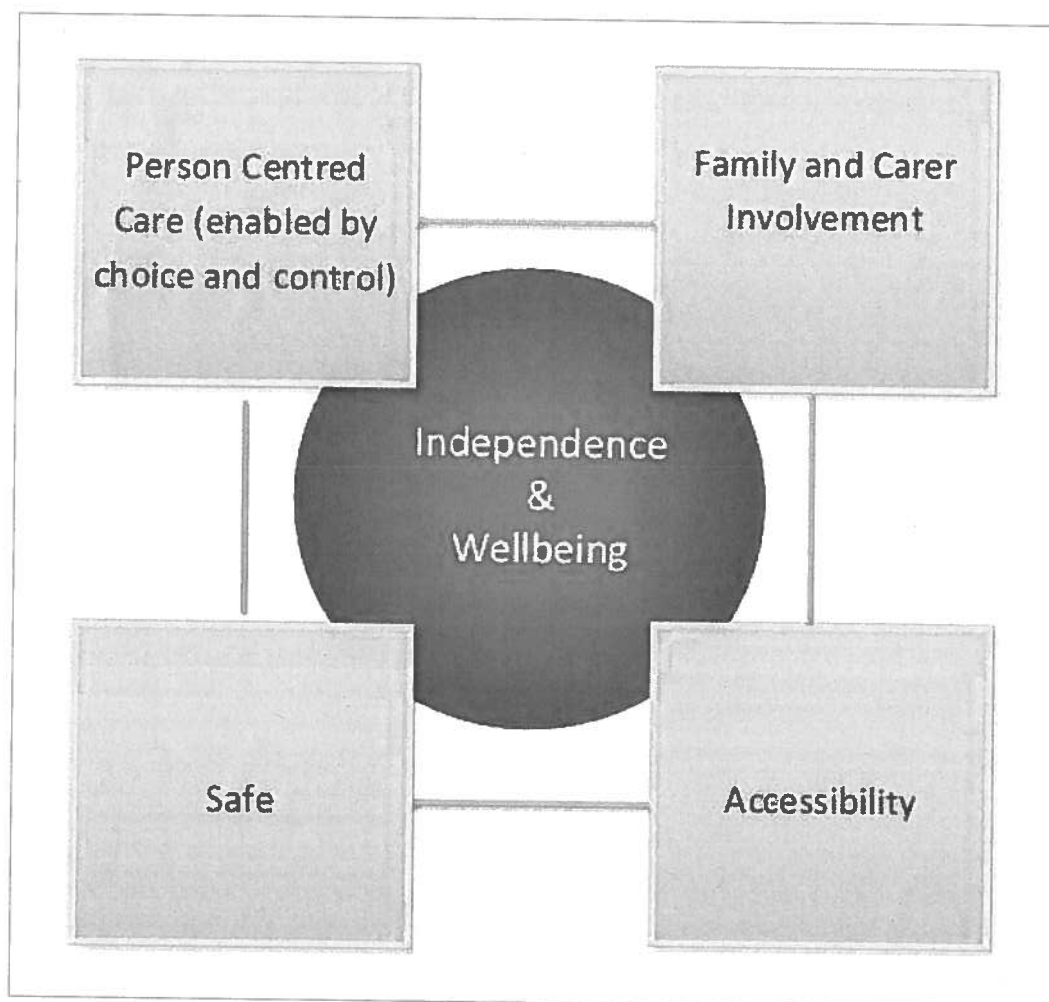 Person Centred
Care (enabled by
choice and control)
Family and Carer
Involvement
Independence
&
Wellbeing
Safe
Accessibility